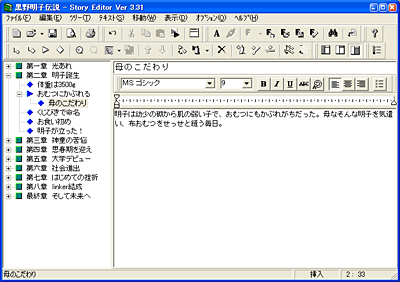 黒野明子伝説 - Story Editor Ver 3.31
ファイル(F) 編集(E) ツリー(T) テキスト(S) 移動(M) 表示(D) オプション(O) ヘルプ(H)
第一章 光あれ
第二章 明子誕生
体重は3500g
おむつにかぶれる
母のこだわり
くじびきで命名
お食い初め
明子が立った!
第三章 神童の苦悩
第四章 思春期を迎え
第五章 大学デビュー
第六章 社会進出
第七章 はじめての挫折
第八章 linker結成
最終章 そして未来へ
母のこだわり
MS ゴシック 9 B I U ABC
明子は幼少の頃から肌の弱い子で、おむつにもかぶれがちだった。母なそんな明子を気遣
い、布おむつをせっせと縫う毎日。
母のこだわり 挿入 2: 33